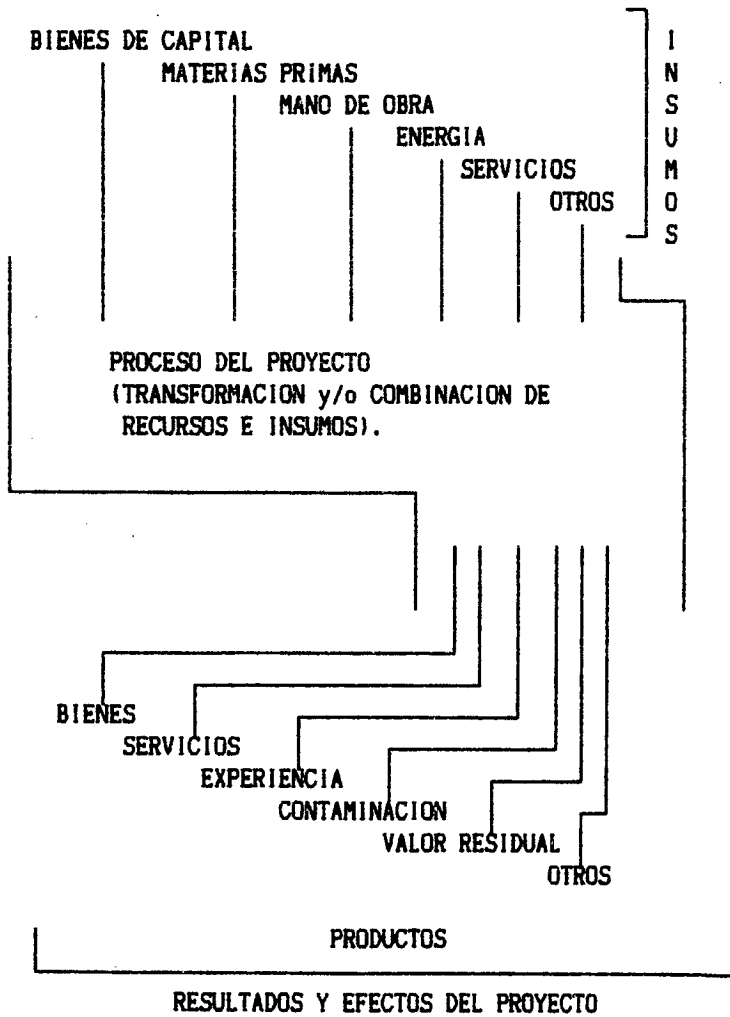 BIENES DE CAPITAL
MATERIAS PRIMAS
MANO DE OBRA
ENERGIA
SERVICIOS
OTROS
INSUMOS
PROCESO DEL PROYECTO
(TRANSFORMACION y/o COMBINACION DE
RECURSOS E INSUMOS).
BIENES
SERVICIOS
EXPERIENCIA
CONTAMINACION
VALOR RESIDUAL
OTROS
PRODUCTOS
RESULTADOS Y EFECTOS DEL PROYECTO